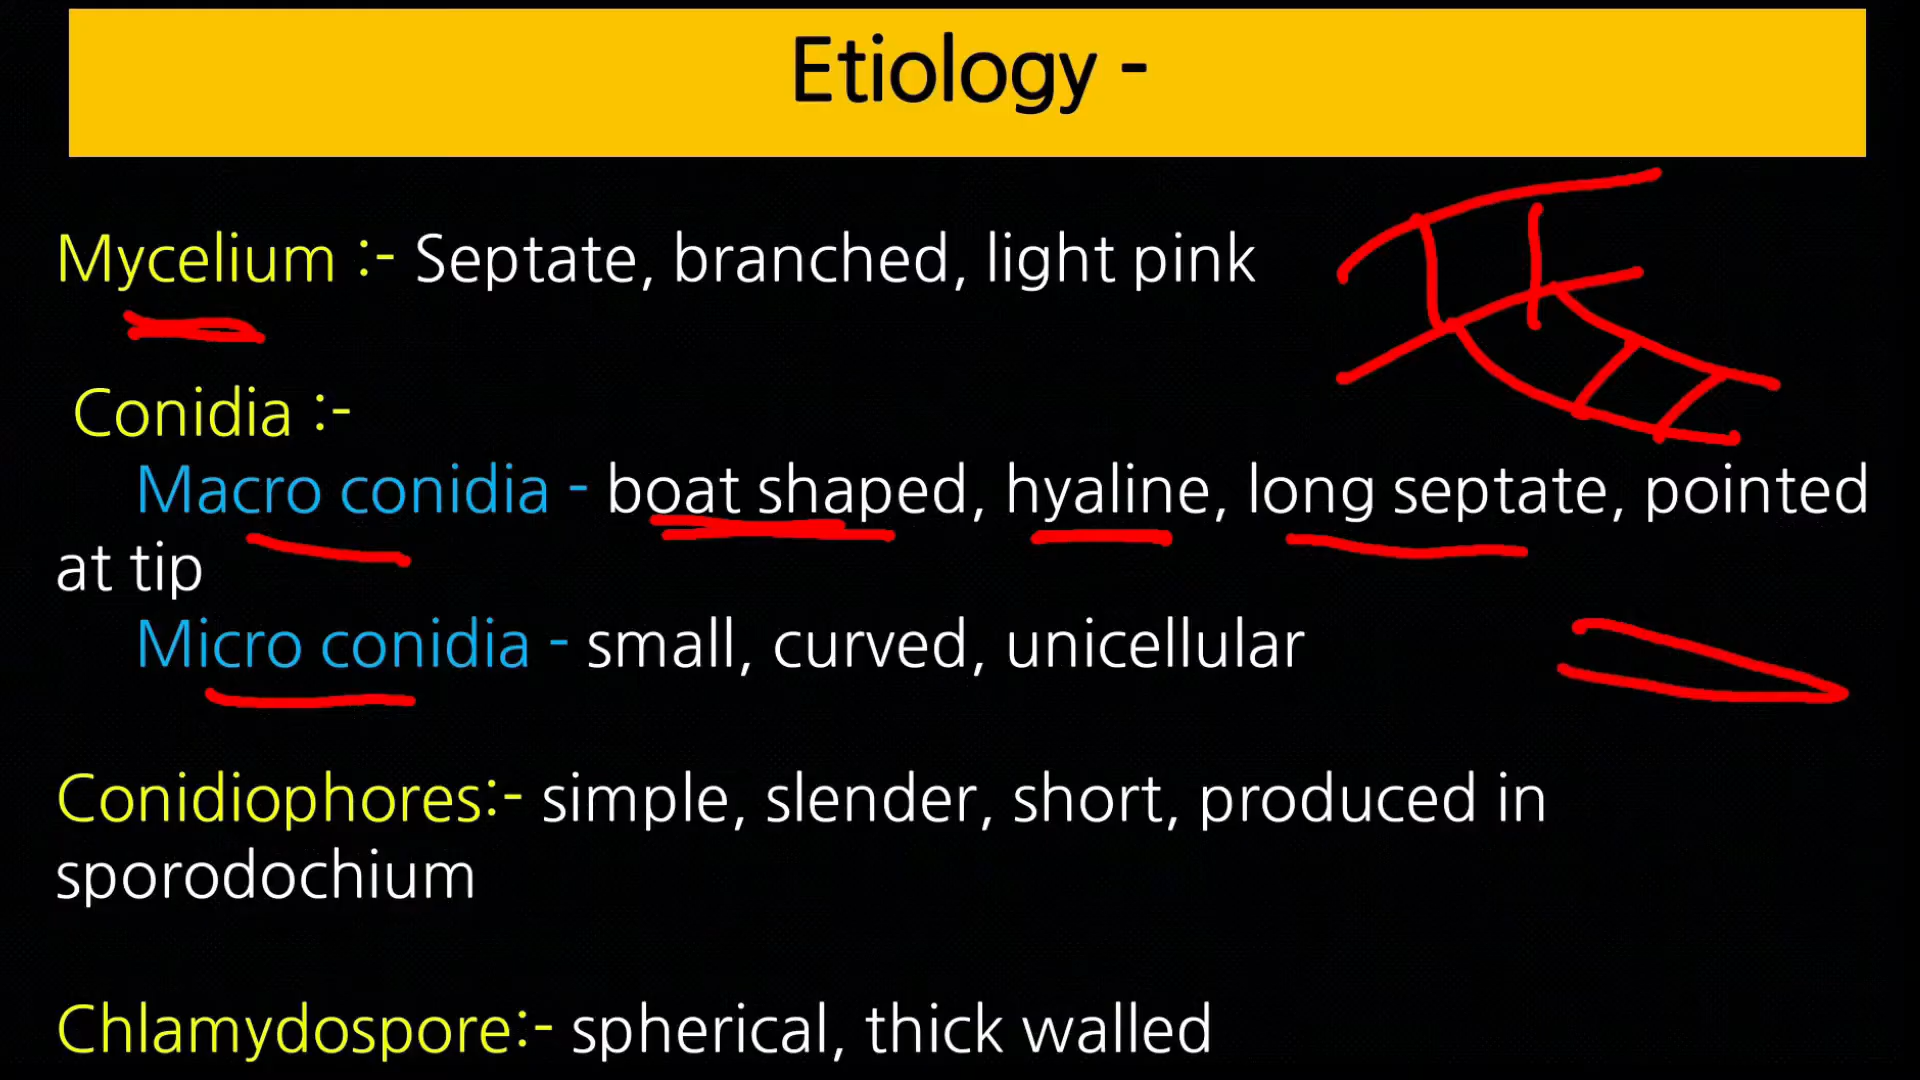 Etiology -
Mycelium :- Septate, branched, light pink
Conidia :-
Macro conidia - boat shaped, hyaline, long septate, pointed
at tip
Micro conidia - small, curved, unicellular
Conidiophores:- simple, slender, short, produced in
sporodochium
Chlamydospore:- spherical, thick walled